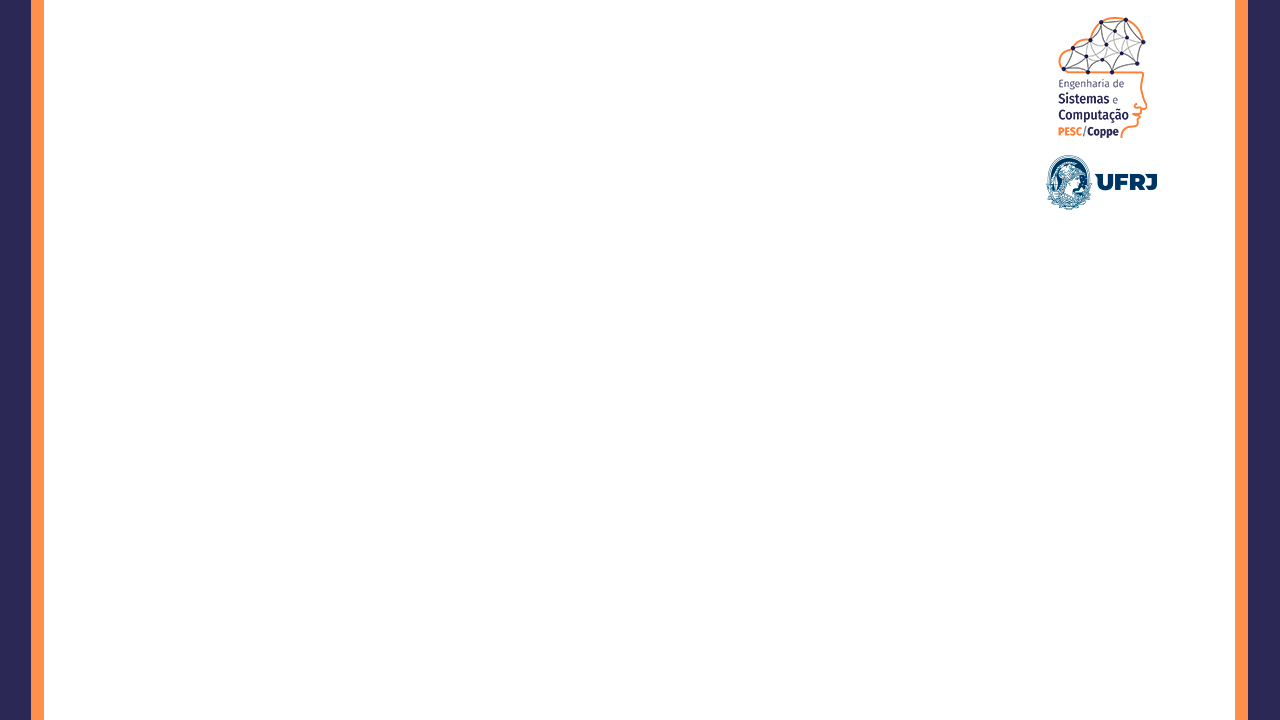 Engenharia de
Sistemas e
Computação
PESC/Coppe
UFRJ